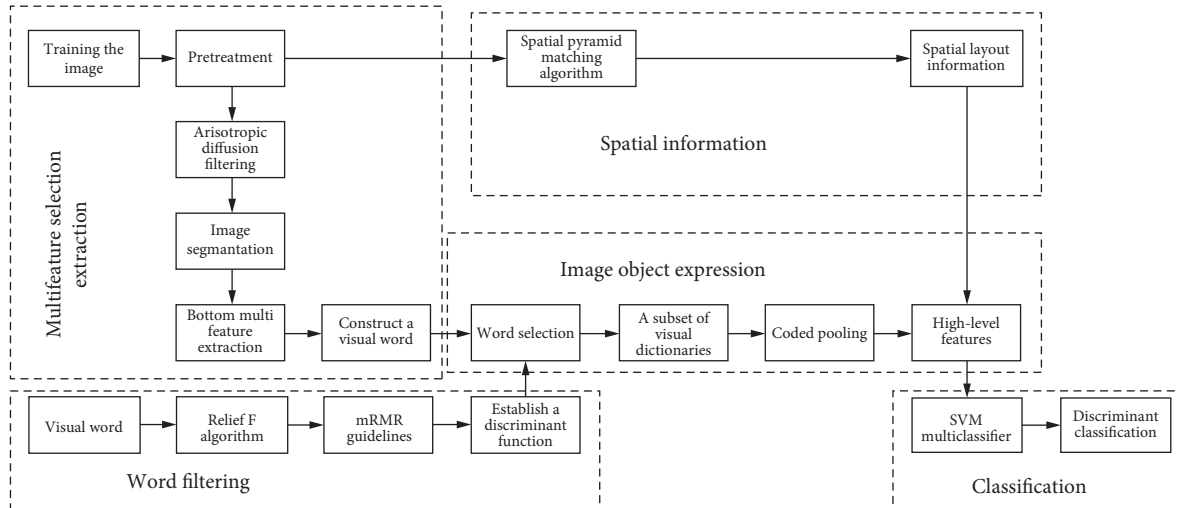 Training the
image
Pretreatment
Spatial pyramid
matching
algorithm
Spatial layout
information
Arisotropic
diffusion
filtering
Spatial information
Multifeature selection
extraction
Image
segmantation
Image object expression
Bottom multi
feature
extraction
Construct a
visual word
Word selection
A subset of
visual
dictionaries
Coded pooling
High-level
features
Visual word
Relief F
algorithm
mRMR
guidelines
Establish a
discriminant
function
SVM
multiclassifier
Discriminant
classification
Word filtering
Classification